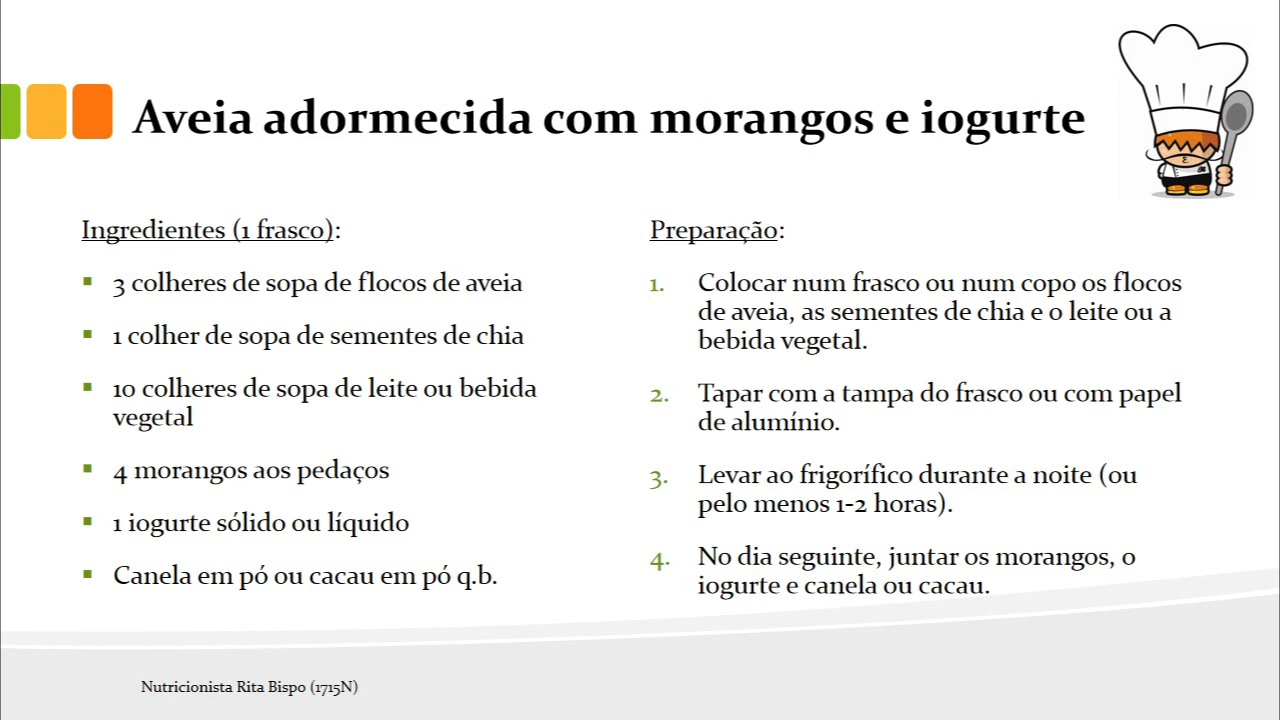 Aveia adormecida com morangos e iogurte
Ingredientes (1 frasco):
▪ 3 colheres de sopa de flocos de aveia
▪ 1 colher de sopa de sementes de chia
▪ 10 colheres de sopa de leite ou bebida
vegetal
▪ 4 morangos aos pedaços
▪ 1 iogurte sólido ou líquido
▪ Canela em pó ou cacau em pó q.b.
Preparação:
1. Colocar num frasco ou num copo os flocos
de aveia, as sementes de chia e o leite ou a
bebida vegetal.
2. Tapar com a tampa do frasco ou com papel
de alumínio.
3. Levar ao frigorífico durante a noite (ou
pelo menos 1-2 horas).
4. No dia seguinte, juntar os morangos, o
iogurte e canela ou cacau.
Nutricionista Rita Bispo (1715N)